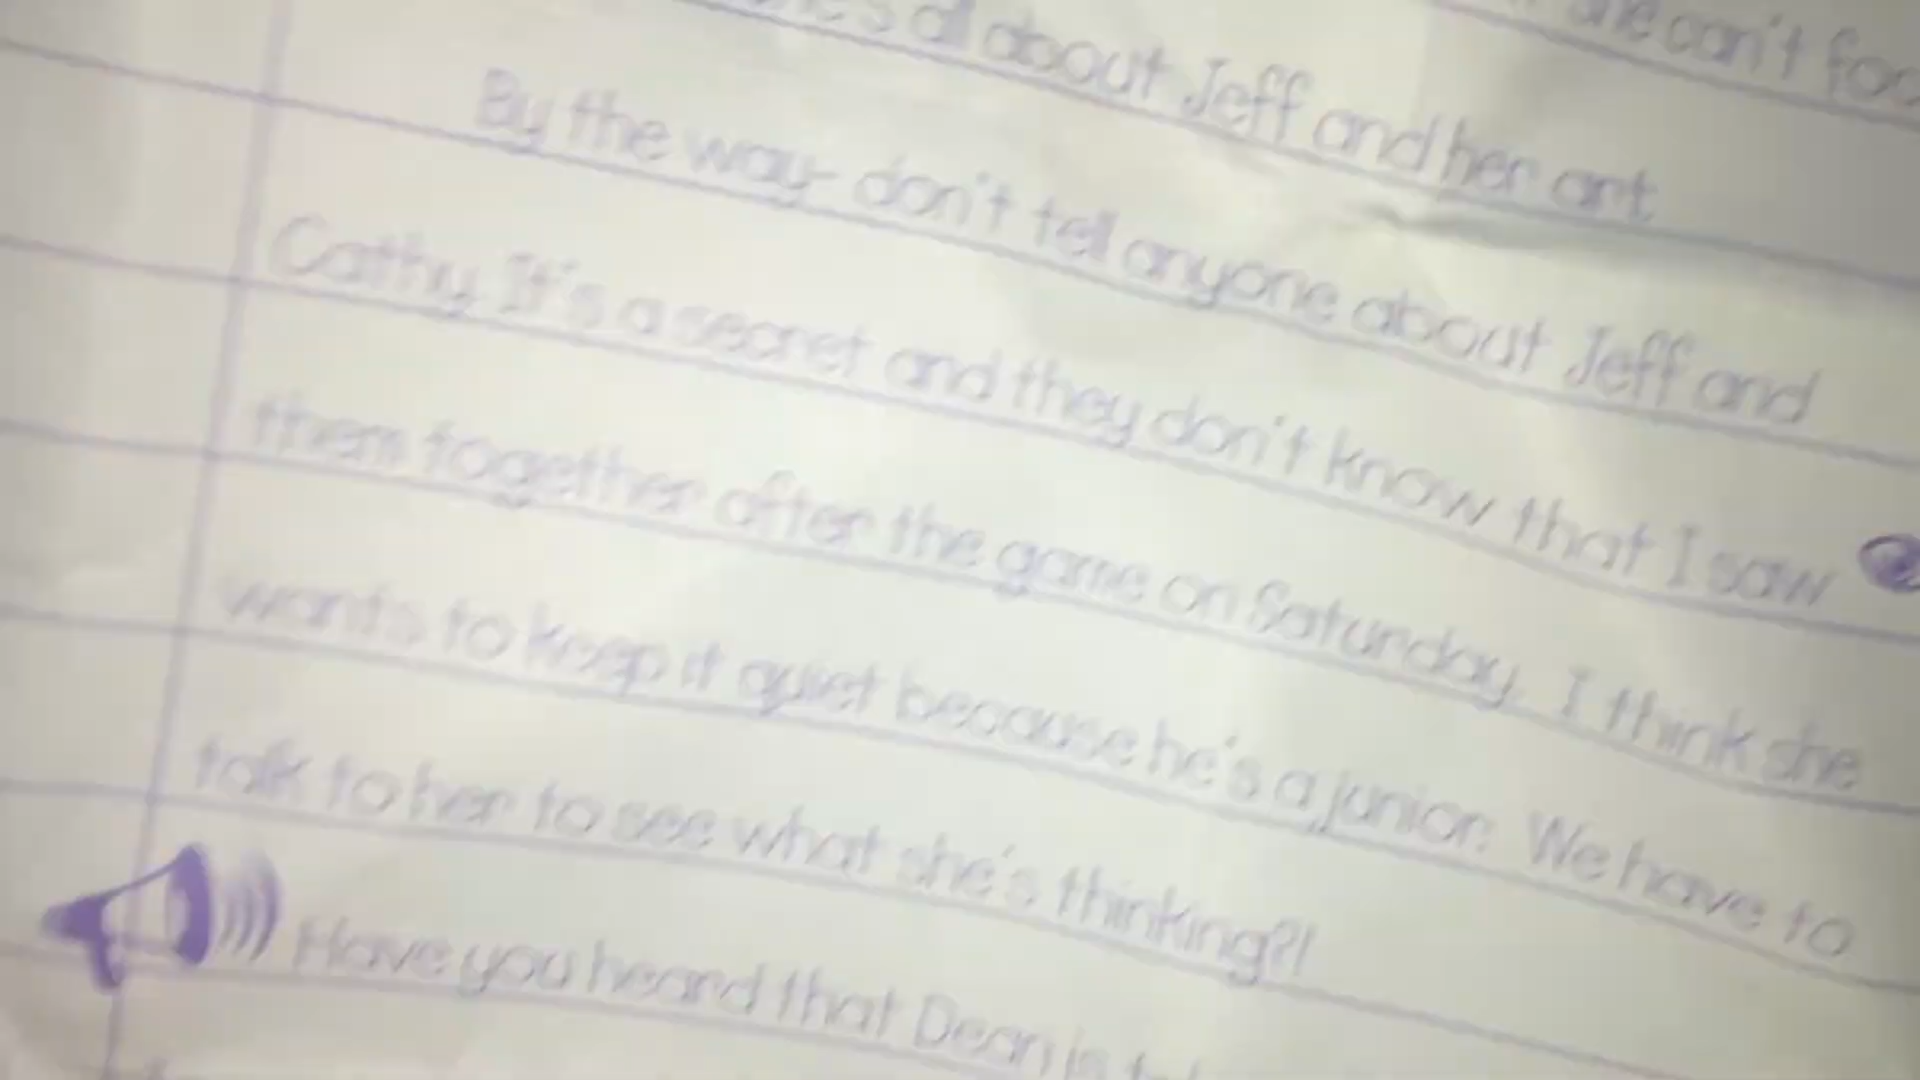 she can't
all about Jeff and her art
By the way- don't tell anyone about Jeff and
Cathy. It's a secret and they don't know that I saw
them together after the game on Saturday. I think she
wants to keep it quiet because he's a junior. We have to
talk to her to see what she's thinking?!
Have you heard that Dean is